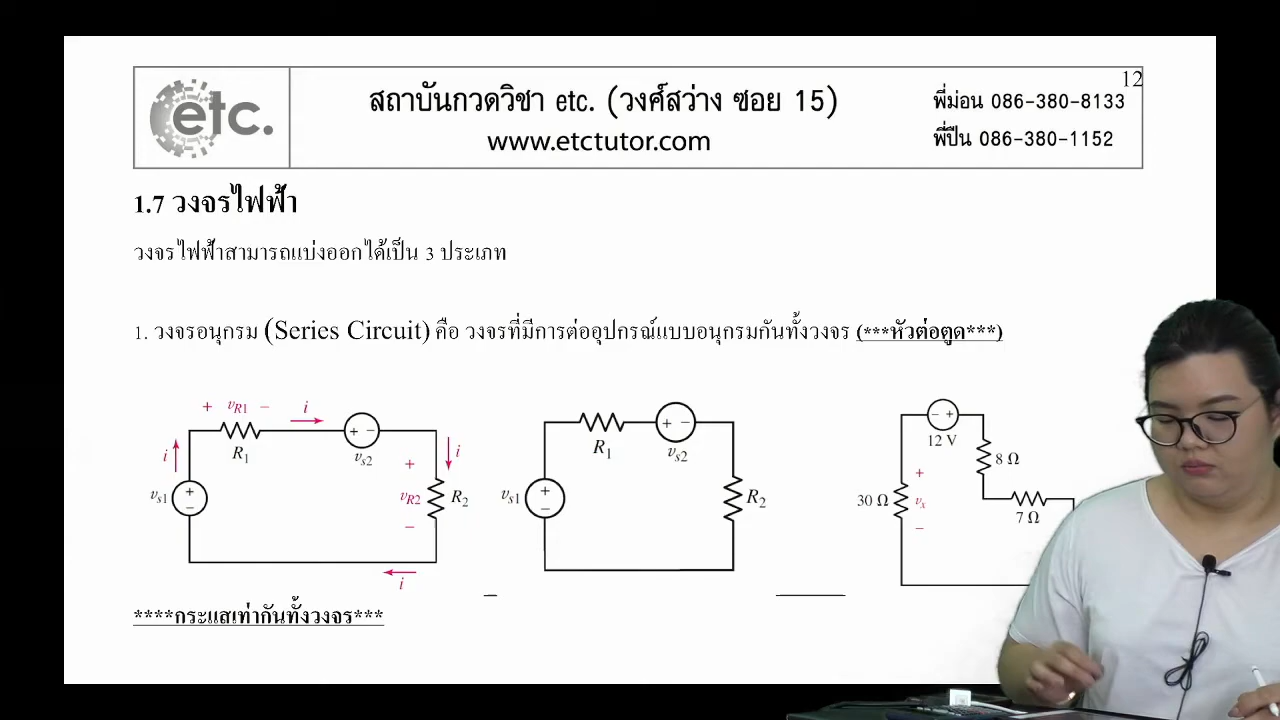 etc.
สถาบันกวดวิชา etc. (วงศ์สว่าง ซอย 15)
www.etctutor.com
12
พี่ม่อน 086-380-8133
พี่ปืน 086-380-1152
1.7 วงจรไฟฟ้า
วงจรไฟฟ้าสามารถแบ่งออกได้เป็น 3 ประเภท
1. วงจรอนุกรม (Series Circuit) คือ วงจรที่มีการต่ออุปกรณ์แบบอนุกรมกันทั้งวงจร (***หัวต่อตูด***)
+ vR1 − i
R1
+ −
vs2
i
i
vs1
+
−
+
vR2
−
R2
i
R1
+ −
vs2
vs1
+
−
R2
− +
12 V
8 Ω
+
30 Ω
vx
−
7 Ω
****กระแสเท่ากันทั้งวงจร***